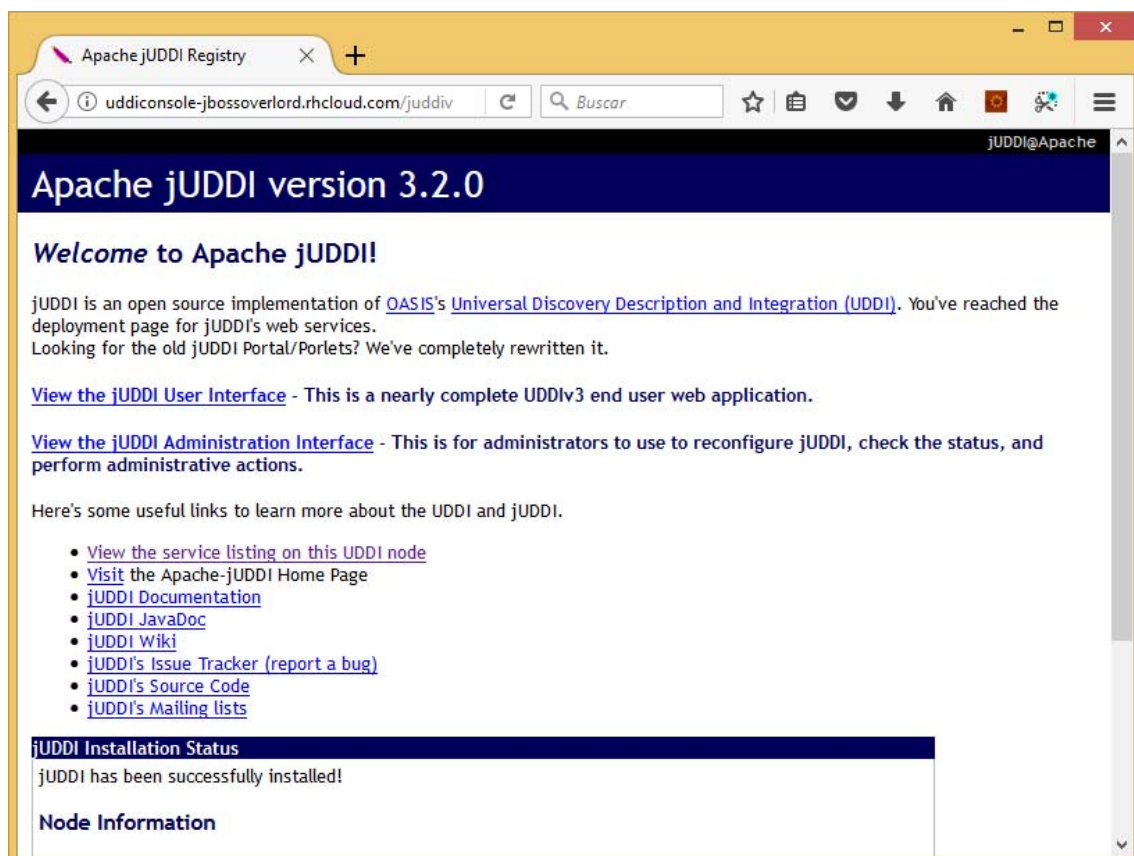 Apache jUDDI Registry
uddiconsole-jbossoverlord.rhcloud.com/juddiv
Buscar
jUDDI@Apache
Apache jUDDI version 3.2.0
Welcome to Apache jUDDI!
jUDDI is an open source implementation of OASIS's Universal Discovery Description and Integration (UDDI). You've reached the
deployment page for jUDDI's web services.
Looking for the old jUDDI Portal/Porlets? We've completely rewritten it.
View the jUDDI User Interface - This is a nearly complete UDDIv3 end user web application.
View the jUDDI Administration Interface - This is for administrators to use to reconfigure jUDDI, check the status, and
perform administrative actions.
Here's some useful links to learn more about the UDDI and jUDDI.
• View the service listing on this UDDI node
• Visit the Apache-jUDDI Home Page
• jUDDI Documentation
• jUDDI JavaDoc
• jUDDI Wiki
• jUDDI's Issue Tracker (report a bug)
• jUDDI's Source Code
• jUDDI's Mailing lists
jUDDI Installation Status
jUDDI has been successfully installed!
Node Information